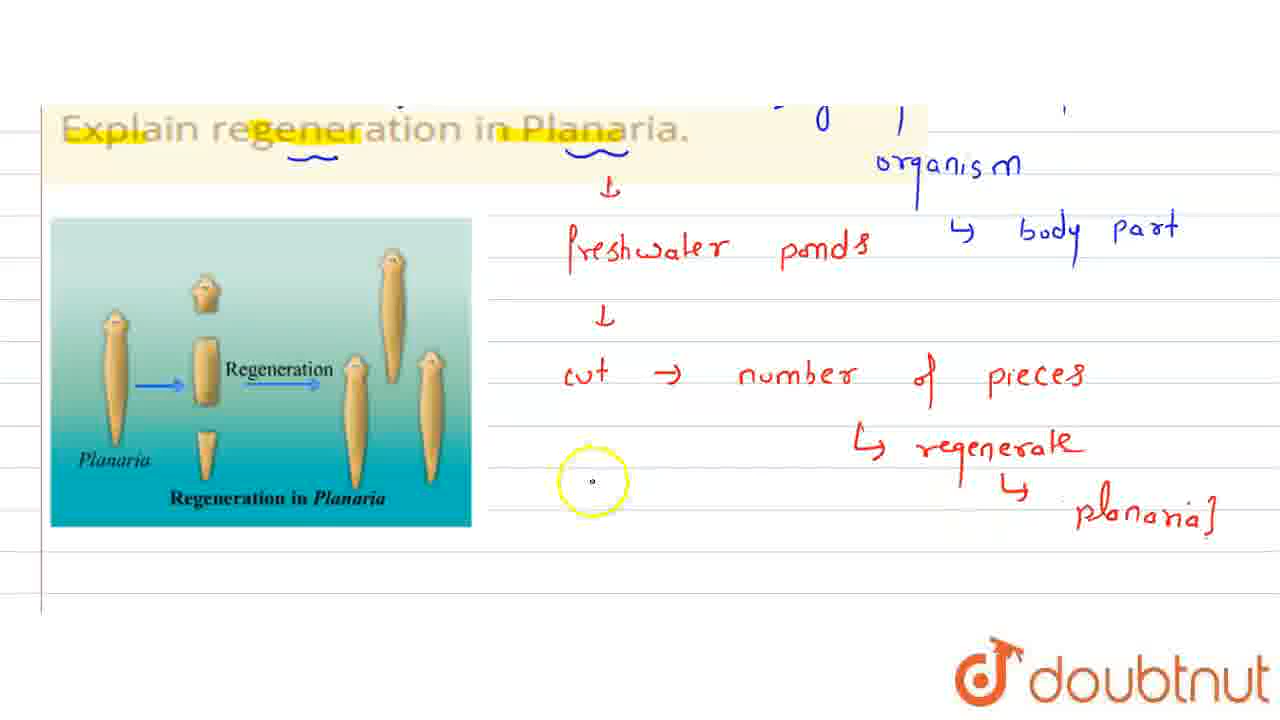 Explain regeneration in Planaria.
organism
↳ body part
↓
freshwater ponds
↓
cut → number of pieces
↳ regenerate
↳ planaria]
Regeneration
Planaria
Regeneration in Planaria
doubtnut